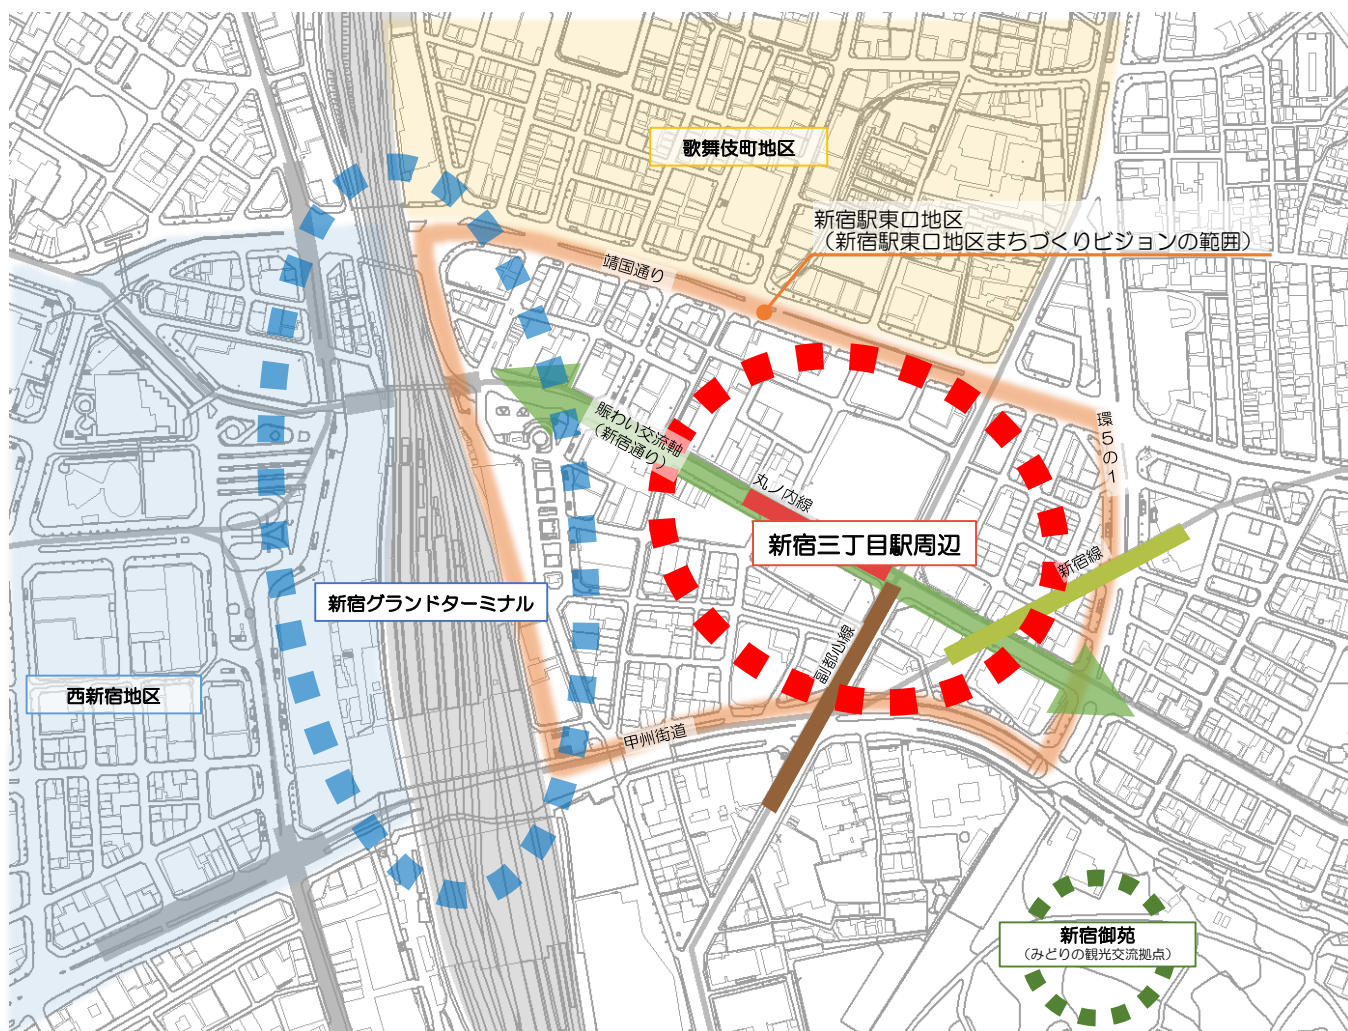 歌舞伎町地区
新宿駅東口地区
（新宿駅東口地区まちづくりビジョンの範囲）
靖国通り
環5の1
賑わい交流軸
（新宿通り）
丸ノ内線
新宿三丁目駅周辺
新宿線
新宿グランドターミナル
副都心線
西新宿地区
甲州街道
新宿御苑
（みどりの観光交流拠点）